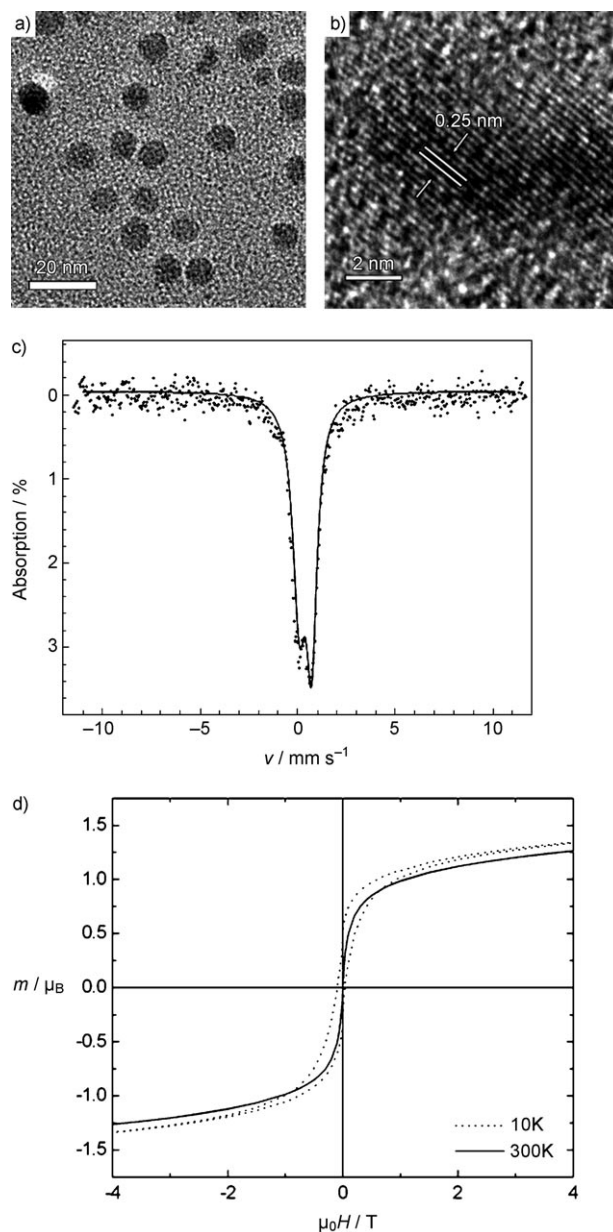 a)
b)
0.25 nm
20 nm
2 nm
c)
0
1
2
3
Absorption / %
–10
–5
0
5
10
v / mm s–1
d)
1.5
1.0
0.5
0.0
-0.5
-1.0
-1.5
m / μB
10K
300K
-4
-2
0
2
4
μ0H / T